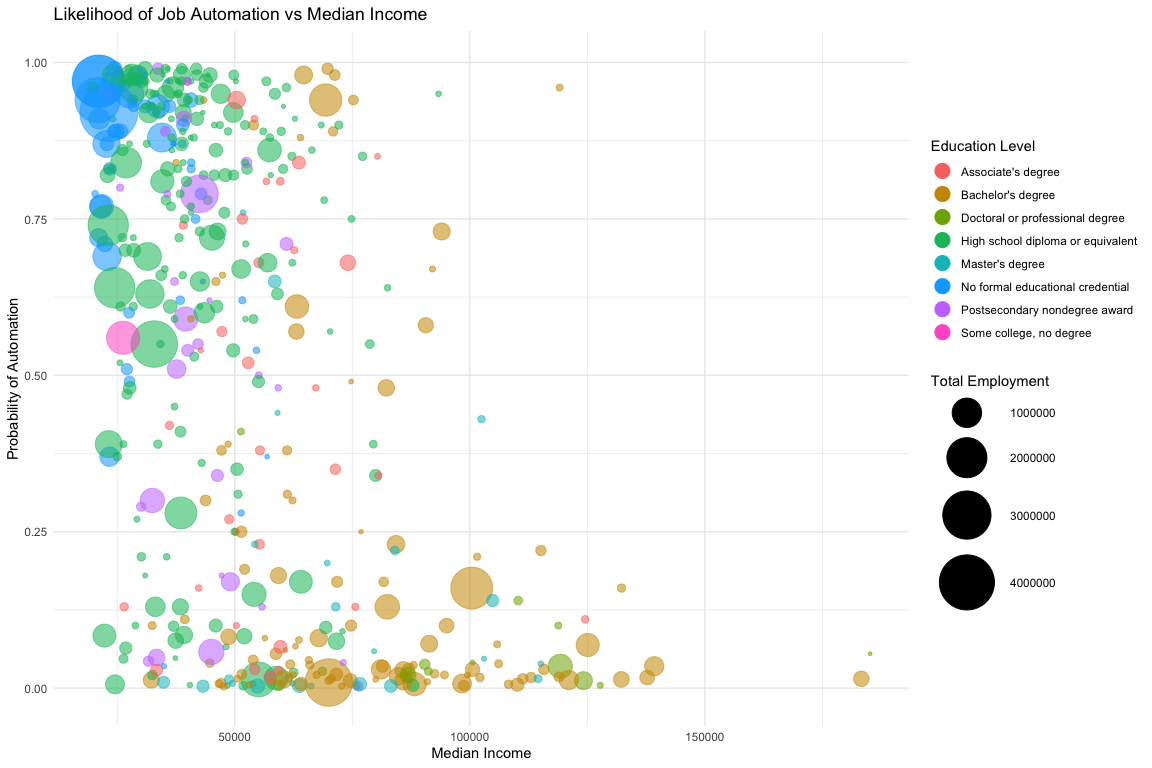 Likelihood of Job Automation vs Median Income
Probability of Automation
1.00
0.75
0.50
0.25
0.00
50000
100000
150000
Median Income
Education Level
Associate's degree
Bachelor's degree
Doctoral or professional degree
High school diploma or equivalent
Master's degree
No formal educational credential
Postsecondary nondegree award
Some college, no degree
Total Employment
1000000
2000000
3000000
4000000